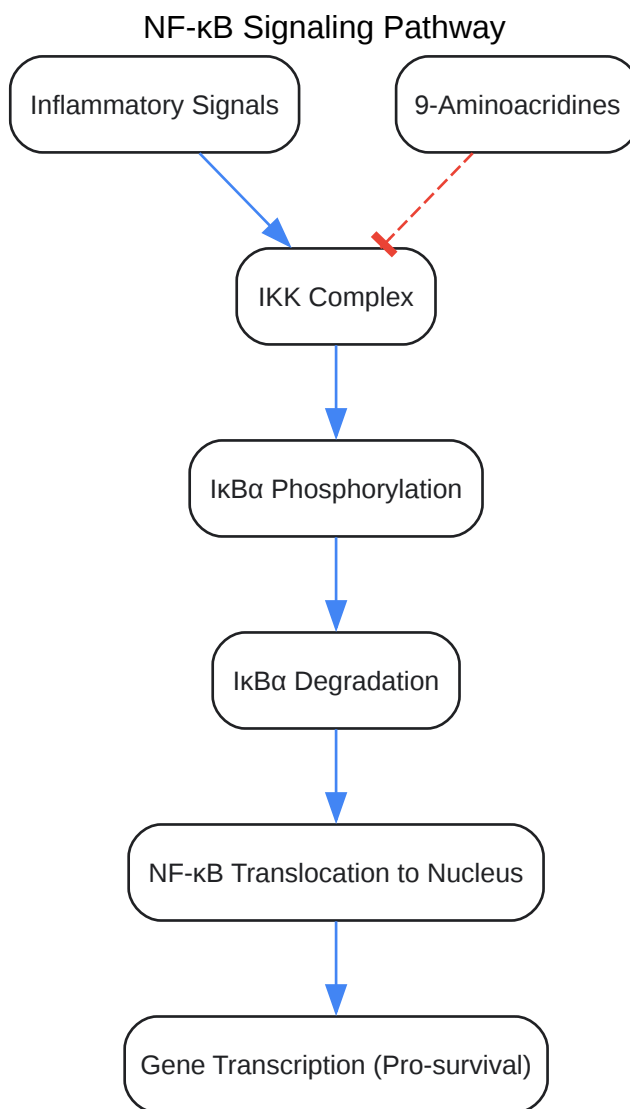 NF-κB Signaling Pathway
Inflammatory Signals
9-Aminoacridines
IKK Complex
IκBα Phosphorylation
IκBα Degradation
NF-κB Translocation to Nucleus
Gene Transcription (Pro-survival)